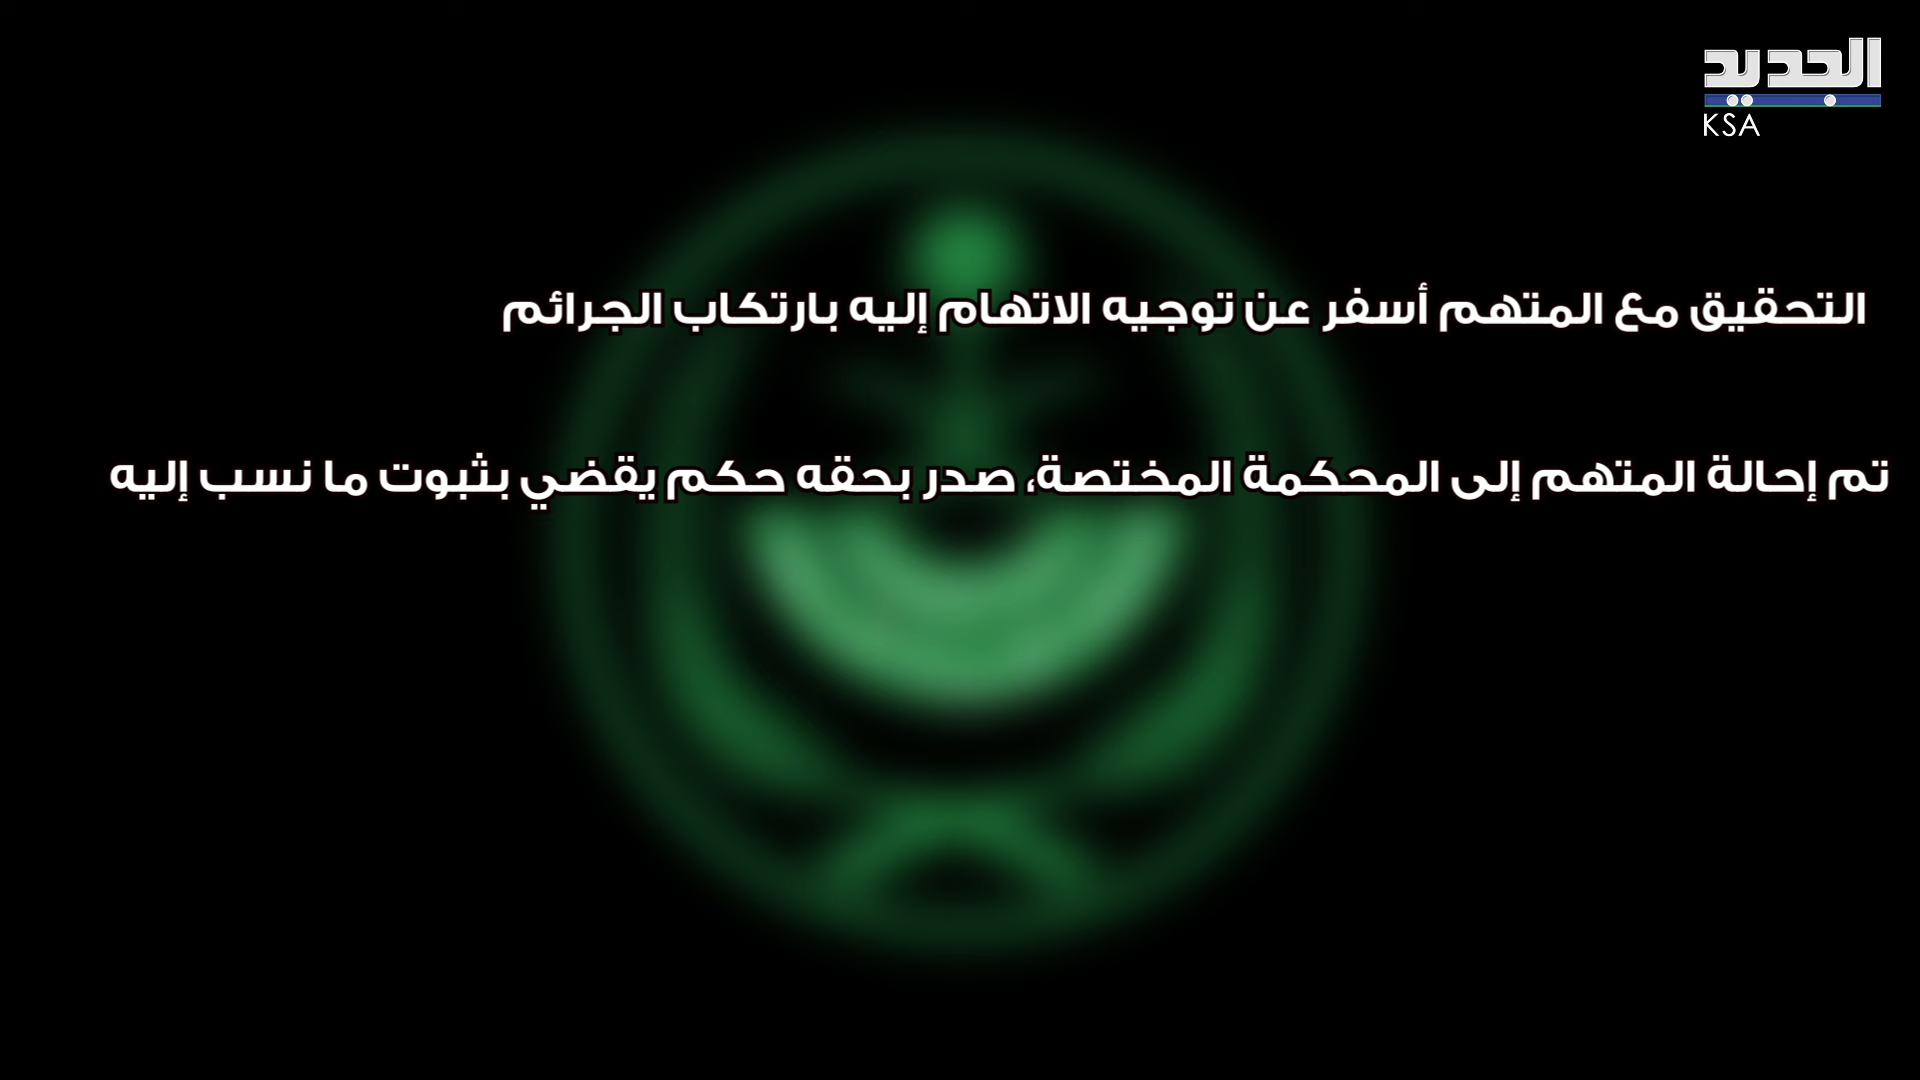 الجديد
KSA
التحقيق مع المتهم أسفر عن توجيه الاتهام إليه بارتكاب الجرائم
تم إحالة المتهم إلى المحكمة المختصة، صدر بحقه حكم يقضي بثبوت ما نسب إليه